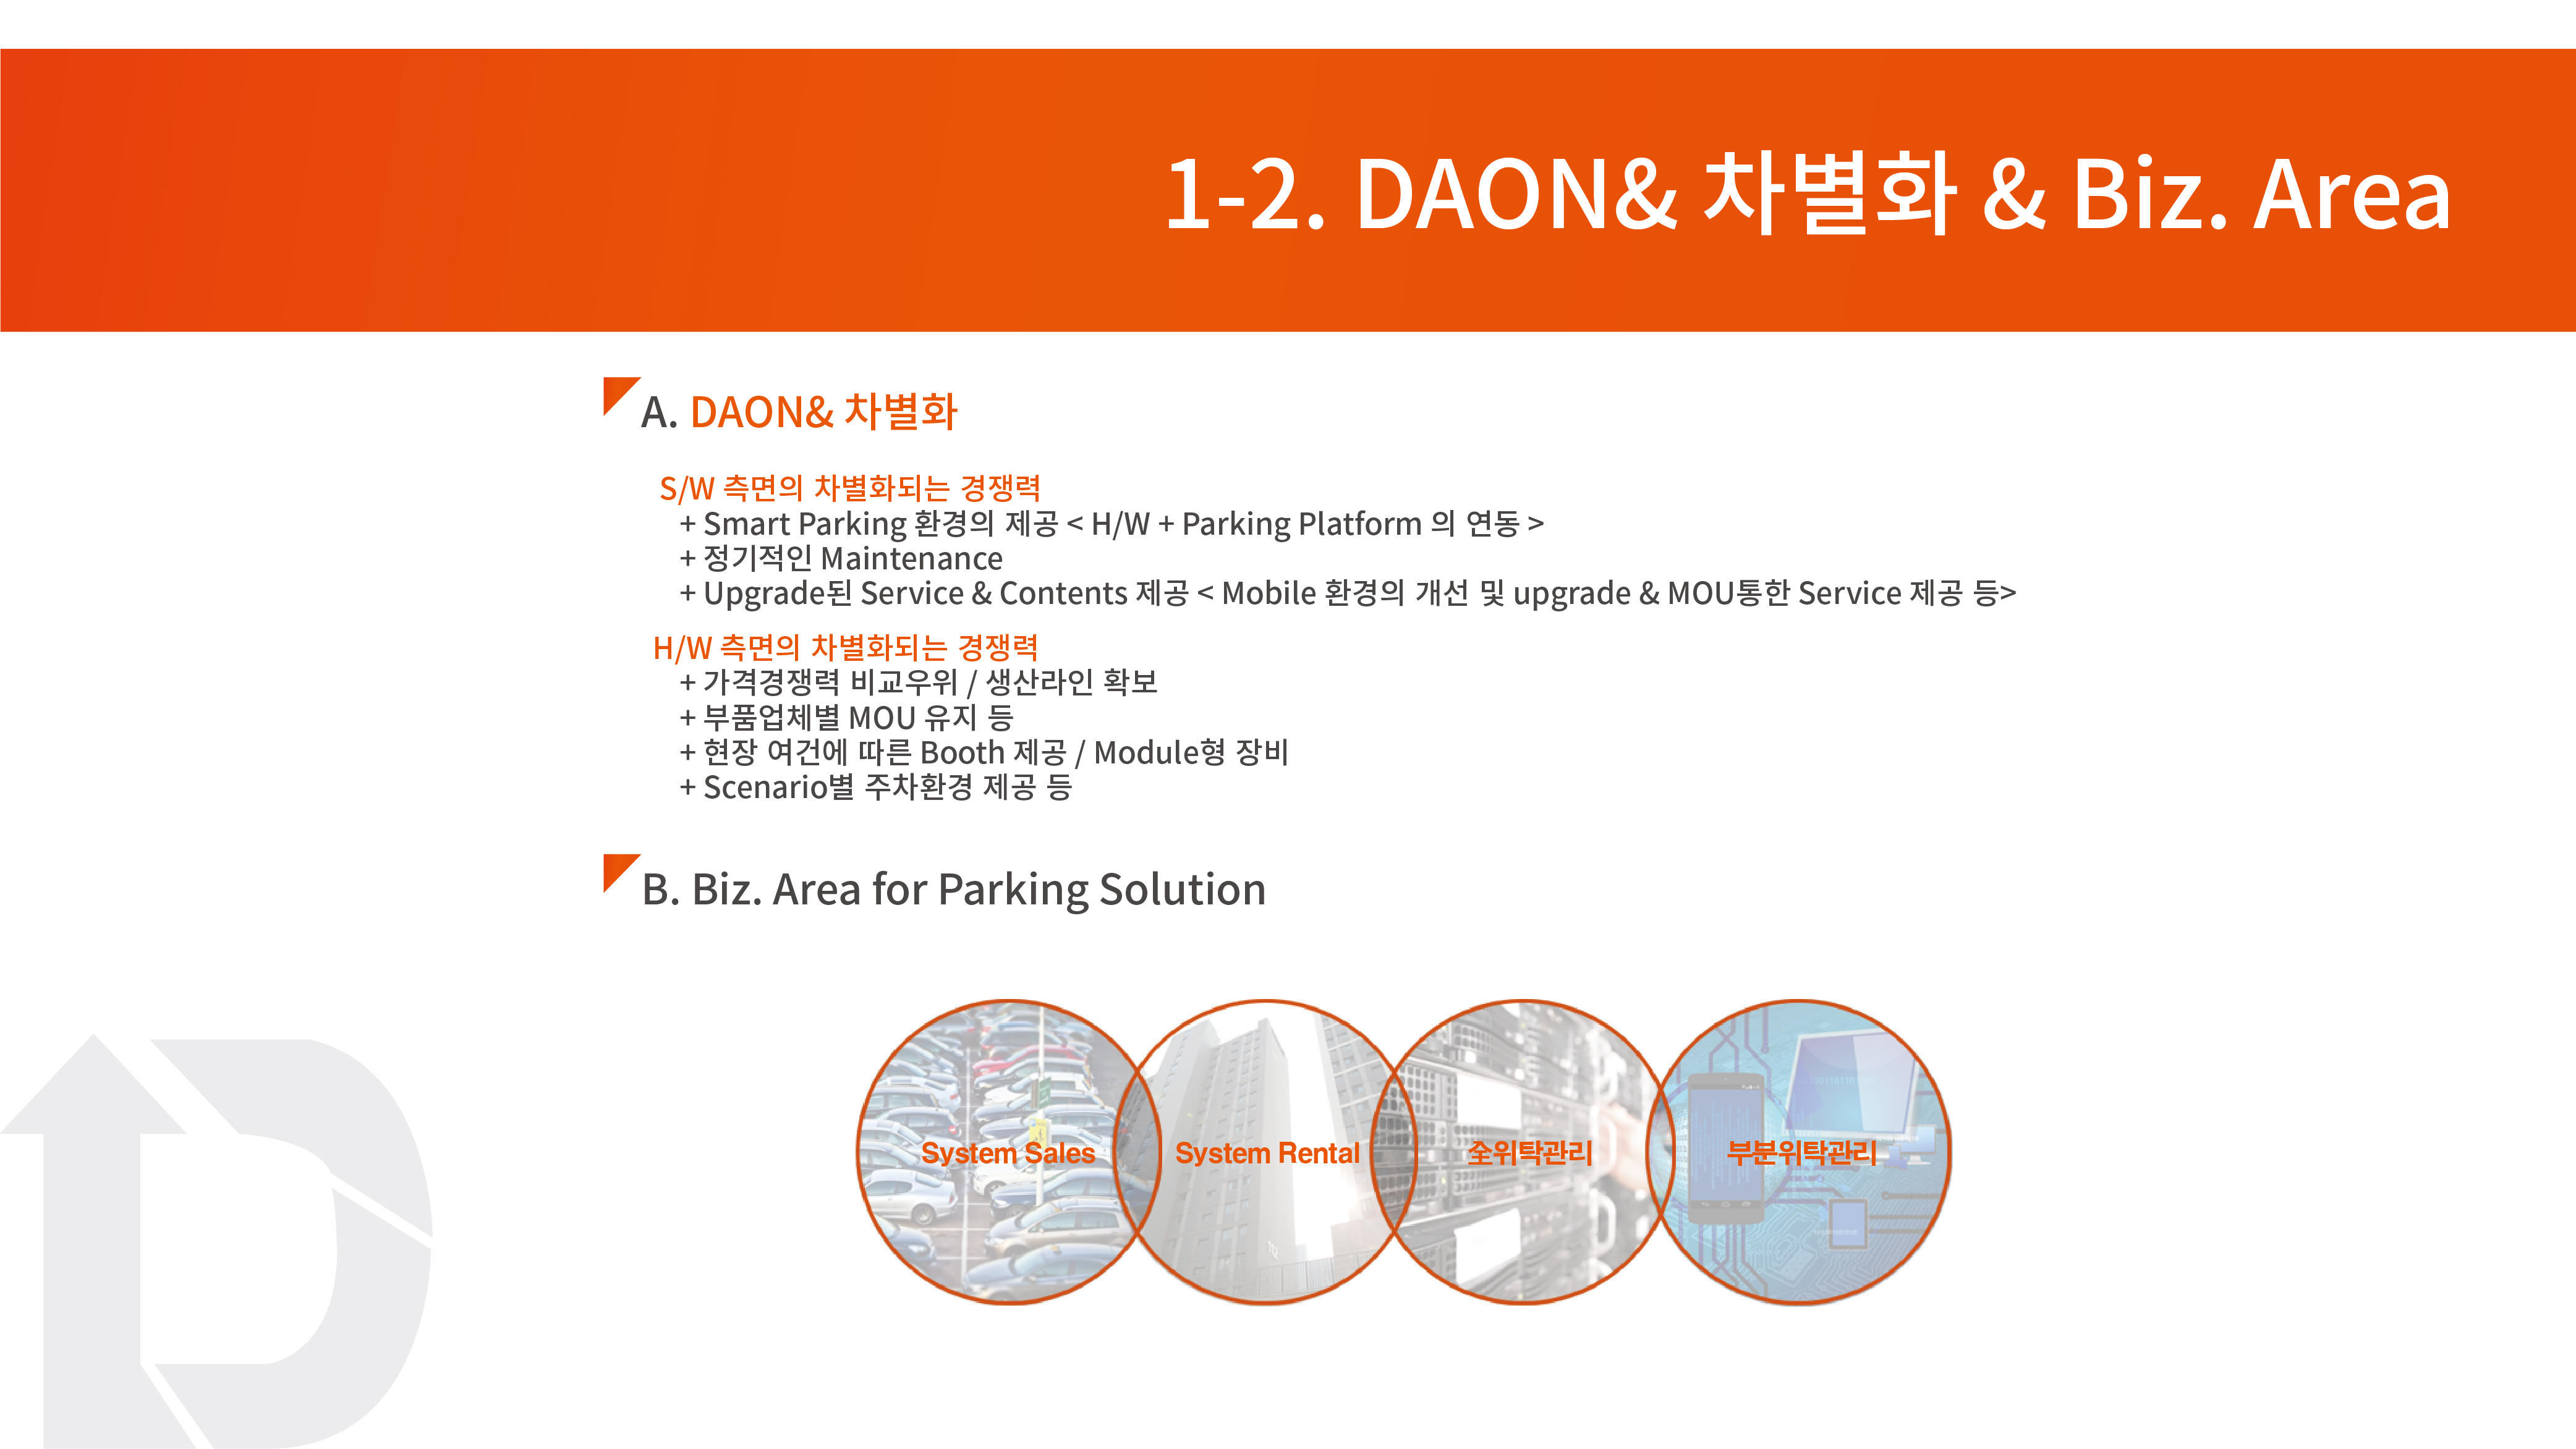 1-2. DAON& 차별화 & Biz. Area
A. DAON& 차별화
S/W 측면의 차별화되는 경쟁력
+ Smart Parking 환경의 제공 < H/W + Parking Platform 의 연동 >
+ 정기적인 Maintenance
+ Upgrade된 Service & Contents 제공 < Mobile 환경의 개선 및 upgrade & MOU통한 Service 제공 등>
H/W 측면의 차별화되는 경쟁력
+ 가격경쟁력 비교우위 / 생산라인 확보
+ 부품업체별 MOU 유지 등
+ 현장 여건에 따른 Booth 제공 / Module형 장비
+ Scenario별 주차환경 제공 등
B. Biz. Area for Parking Solution
System Sales
System Rental
全위탁관리
부분위탁관리